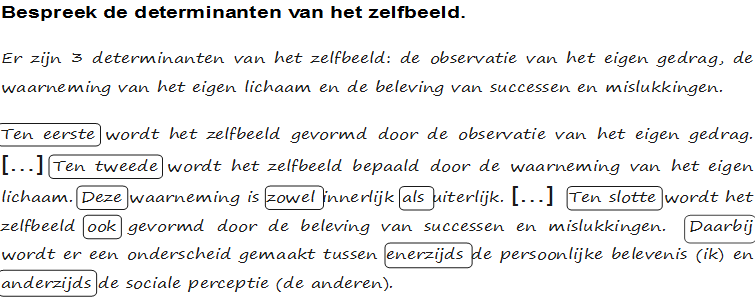 Bespreek de determinanten van het zelfbeeld.
Er zijn 3 determinanten van het zelfbeeld: de observatie van het eigen gedrag, de
waarneming van het eigen lichaam en de beleving van successen en mislukkingen.
Ten eerste wordt het zelfbeeld gevormd door de observatie van het eigen gedrag.
[...] Ten tweede wordt het zelfbeeld bepaald door de waarneming van het eigen
lichaam. Deze waarneming is zowel innerlijk als uiterlijk. [...] Ten slotte wordt het
zelfbeeld ook gevormd door de beleving van successen en mislukkingen. Daarbij
wordt er een onderscheid gemaakt tussen enerzijds de persoonlijke belevenis (ik) en
anderzijds de sociale perceptie (de anderen).